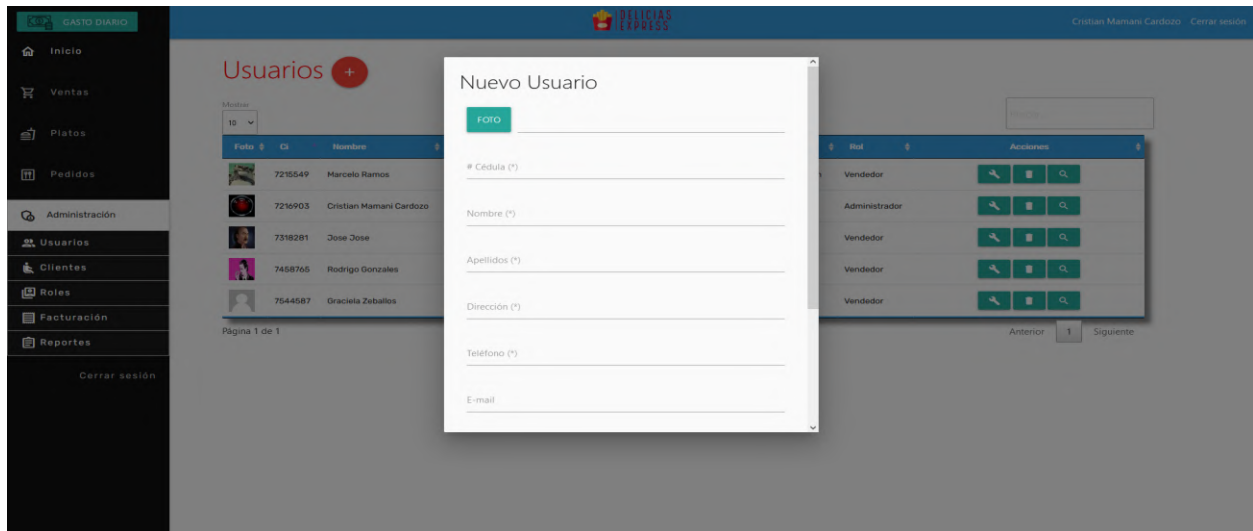 GASTO DIARIO
DELICIAS
EXPRESS
Cristian Mamani Cardozo Cerrar sesión
Inicio
Ventas
Platos
Pedidos
Administración
Usuarios
Clientes
Roles
Facturación
Reportes
Cerrar sesión
Usuarios +
Mostrar
10
Foto Ci Nombre Rol Acciones
7215549 Marcelo Ramos Vendedor
7216903 Cristian Mamani Cardozo Administrador
7318281 Jose Jose Vendedor
7458765 Rodrigo Gonzales Vendedor
7544587 Graciela Zeballos Vendedor
Página 1 de 1
Anterior 1 Siguiente
Nuevo Usuario
FOTO
# Cédula (*)
Nombre (*)
Apellidos (*)
Dirección (*)
Teléfono (*)
E-mail